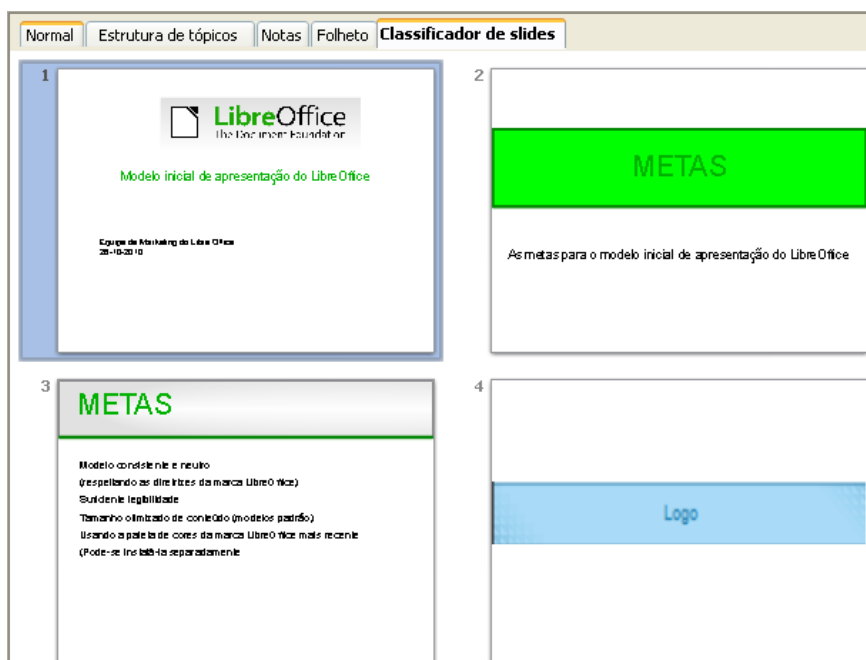 Normal Estrutura de tópicos Notas Folheto Classificador de slides
1
LibreOffice
The Document Foundation
Modelo inicial de apresentação do LibreOffice
Equipe de Marketing do LibreOffice
28-10-2010
2
METAS
As metas para o modelo inicial de apresentação do LibreOffice
3
METAS
Modelo consistente e neutro
(respeitando as diretrizes da marca LibreOffice)
Suficiente legibilidade
Tamanho otimizado de conteúdo (modelos padrão)
Usando a paleta de cores da marca LibreOffice mais recente
(Pode-se instalá-la separadamente
4
Logo